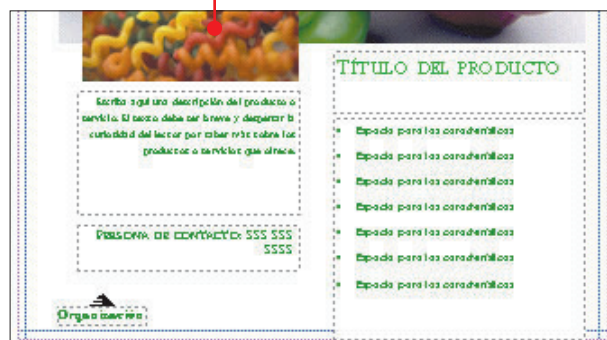 Escriba aquí una descripción del producto o
servicio. El texto debe ser breve y despertar la
curiosidad del lector por saber más sobre los
productos o servicios que ofrece.
PERSONA DE CONTACTO: 555 555
5555
Organización
TÍTULO DEL PRODUCTO
• Espacio para las características
• Espacio para las características
• Espacio para las características
• Espacio para las características
• Espacio para las características
• Espacio para las características
• Espacio para las características